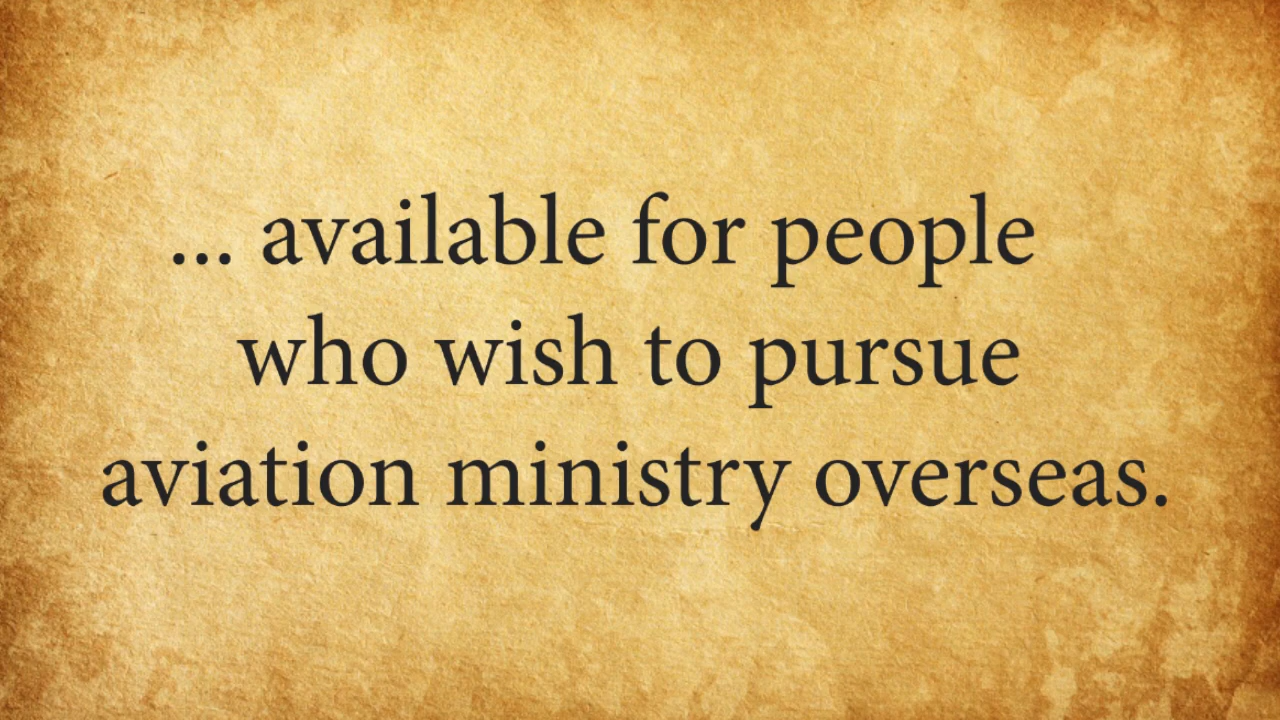 ... available for people
who wish to pursue
aviation ministry overseas.